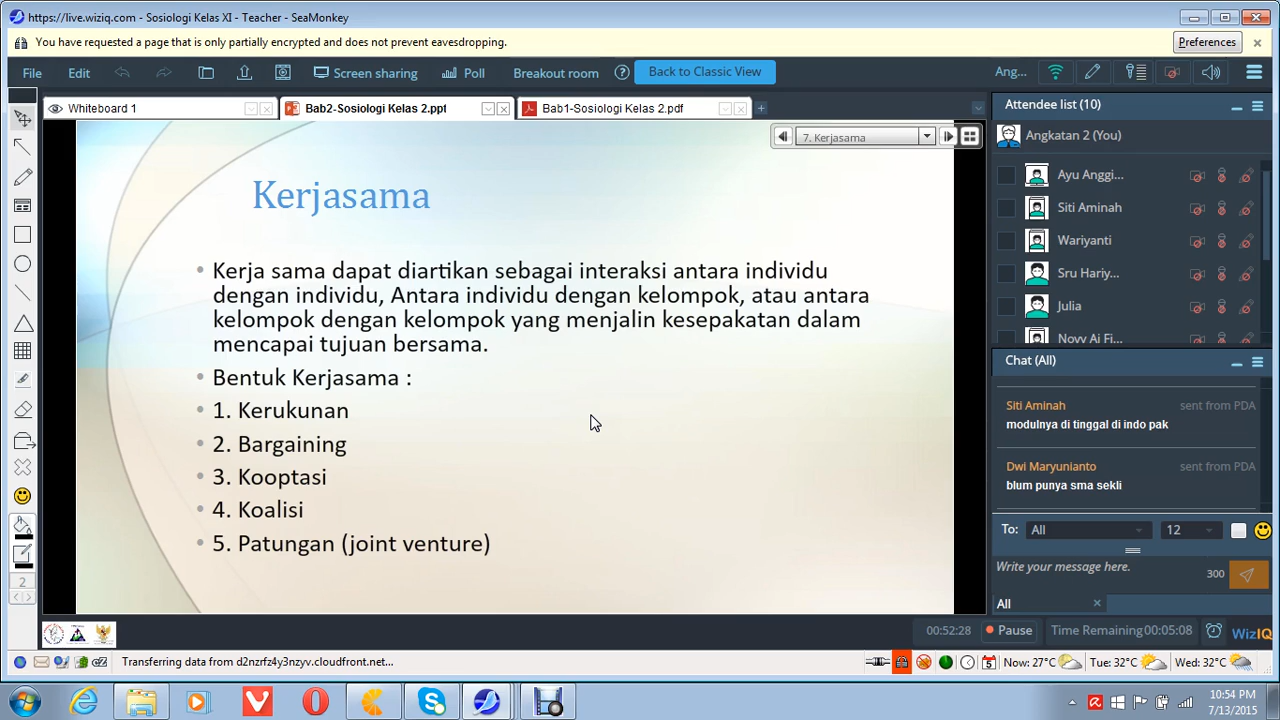 https://live.wiziq.com - Sosiologi Kelas XI - Teacher - SeaMonkey
You have requested a page that is only partially encrypted and does not prevent eavesdropping.
Preferences
File Edit Screen sharing Poll Breakout room Back to Classic View Ang...
Whiteboard 1 Bab2-Sosiologi Kelas 2.ppt Bab1-Sosiologi Kelas 2.pdf
7. Kerjasama
Kerjasama
Kerja sama dapat diartikan sebagai interaksi antara individu
dengan individu, Antara individu dengan kelompok, atau antara
kelompok dengan kelompok yang menjalin kesepakatan dalam
mencapai tujuan bersama.
Bentuk Kerjasama :
1. Kerukunan
2. Bargaining
3. Kooptasi
4. Koalisi
5. Patungan (joint venture)
2
Attendee list (10)
Angkatan 2 (You)
Ayu Anggi...
Siti Aminah
Wariyanti
Sru Hariy...
Julia
Novy Ai Fi...
Chat (All)
Siti Aminah sent from PDA
modulnya di tinggal di indo pak
Dwi Maryunianto sent from PDA
blum punya sma sekli
To: All 12
Write your message here. 300
All
00:52:28 Pause Time Remaining 00:05:08 WizIQ
Transferring data from d2nzrfz4y3nzyv.cloudfront.net...
Now: 27°C Tue: 32°C Wed: 32°C
10:54 PM
7/13/2015